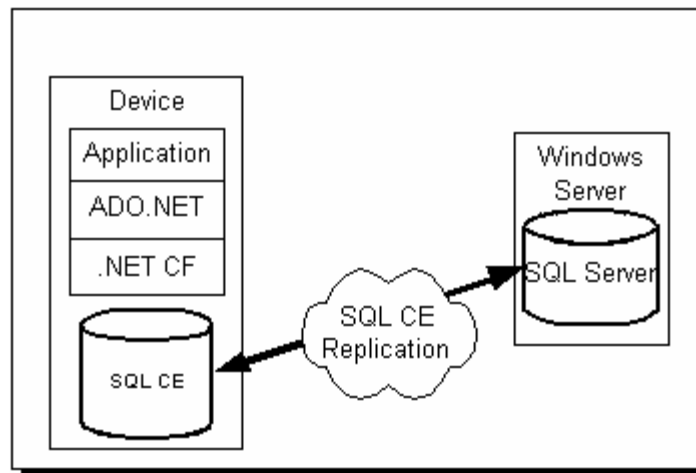 Device
Application
ADO.NET
.NET CF
SQL CE
SQL CE
Replication
Windows
Server
SQL Server